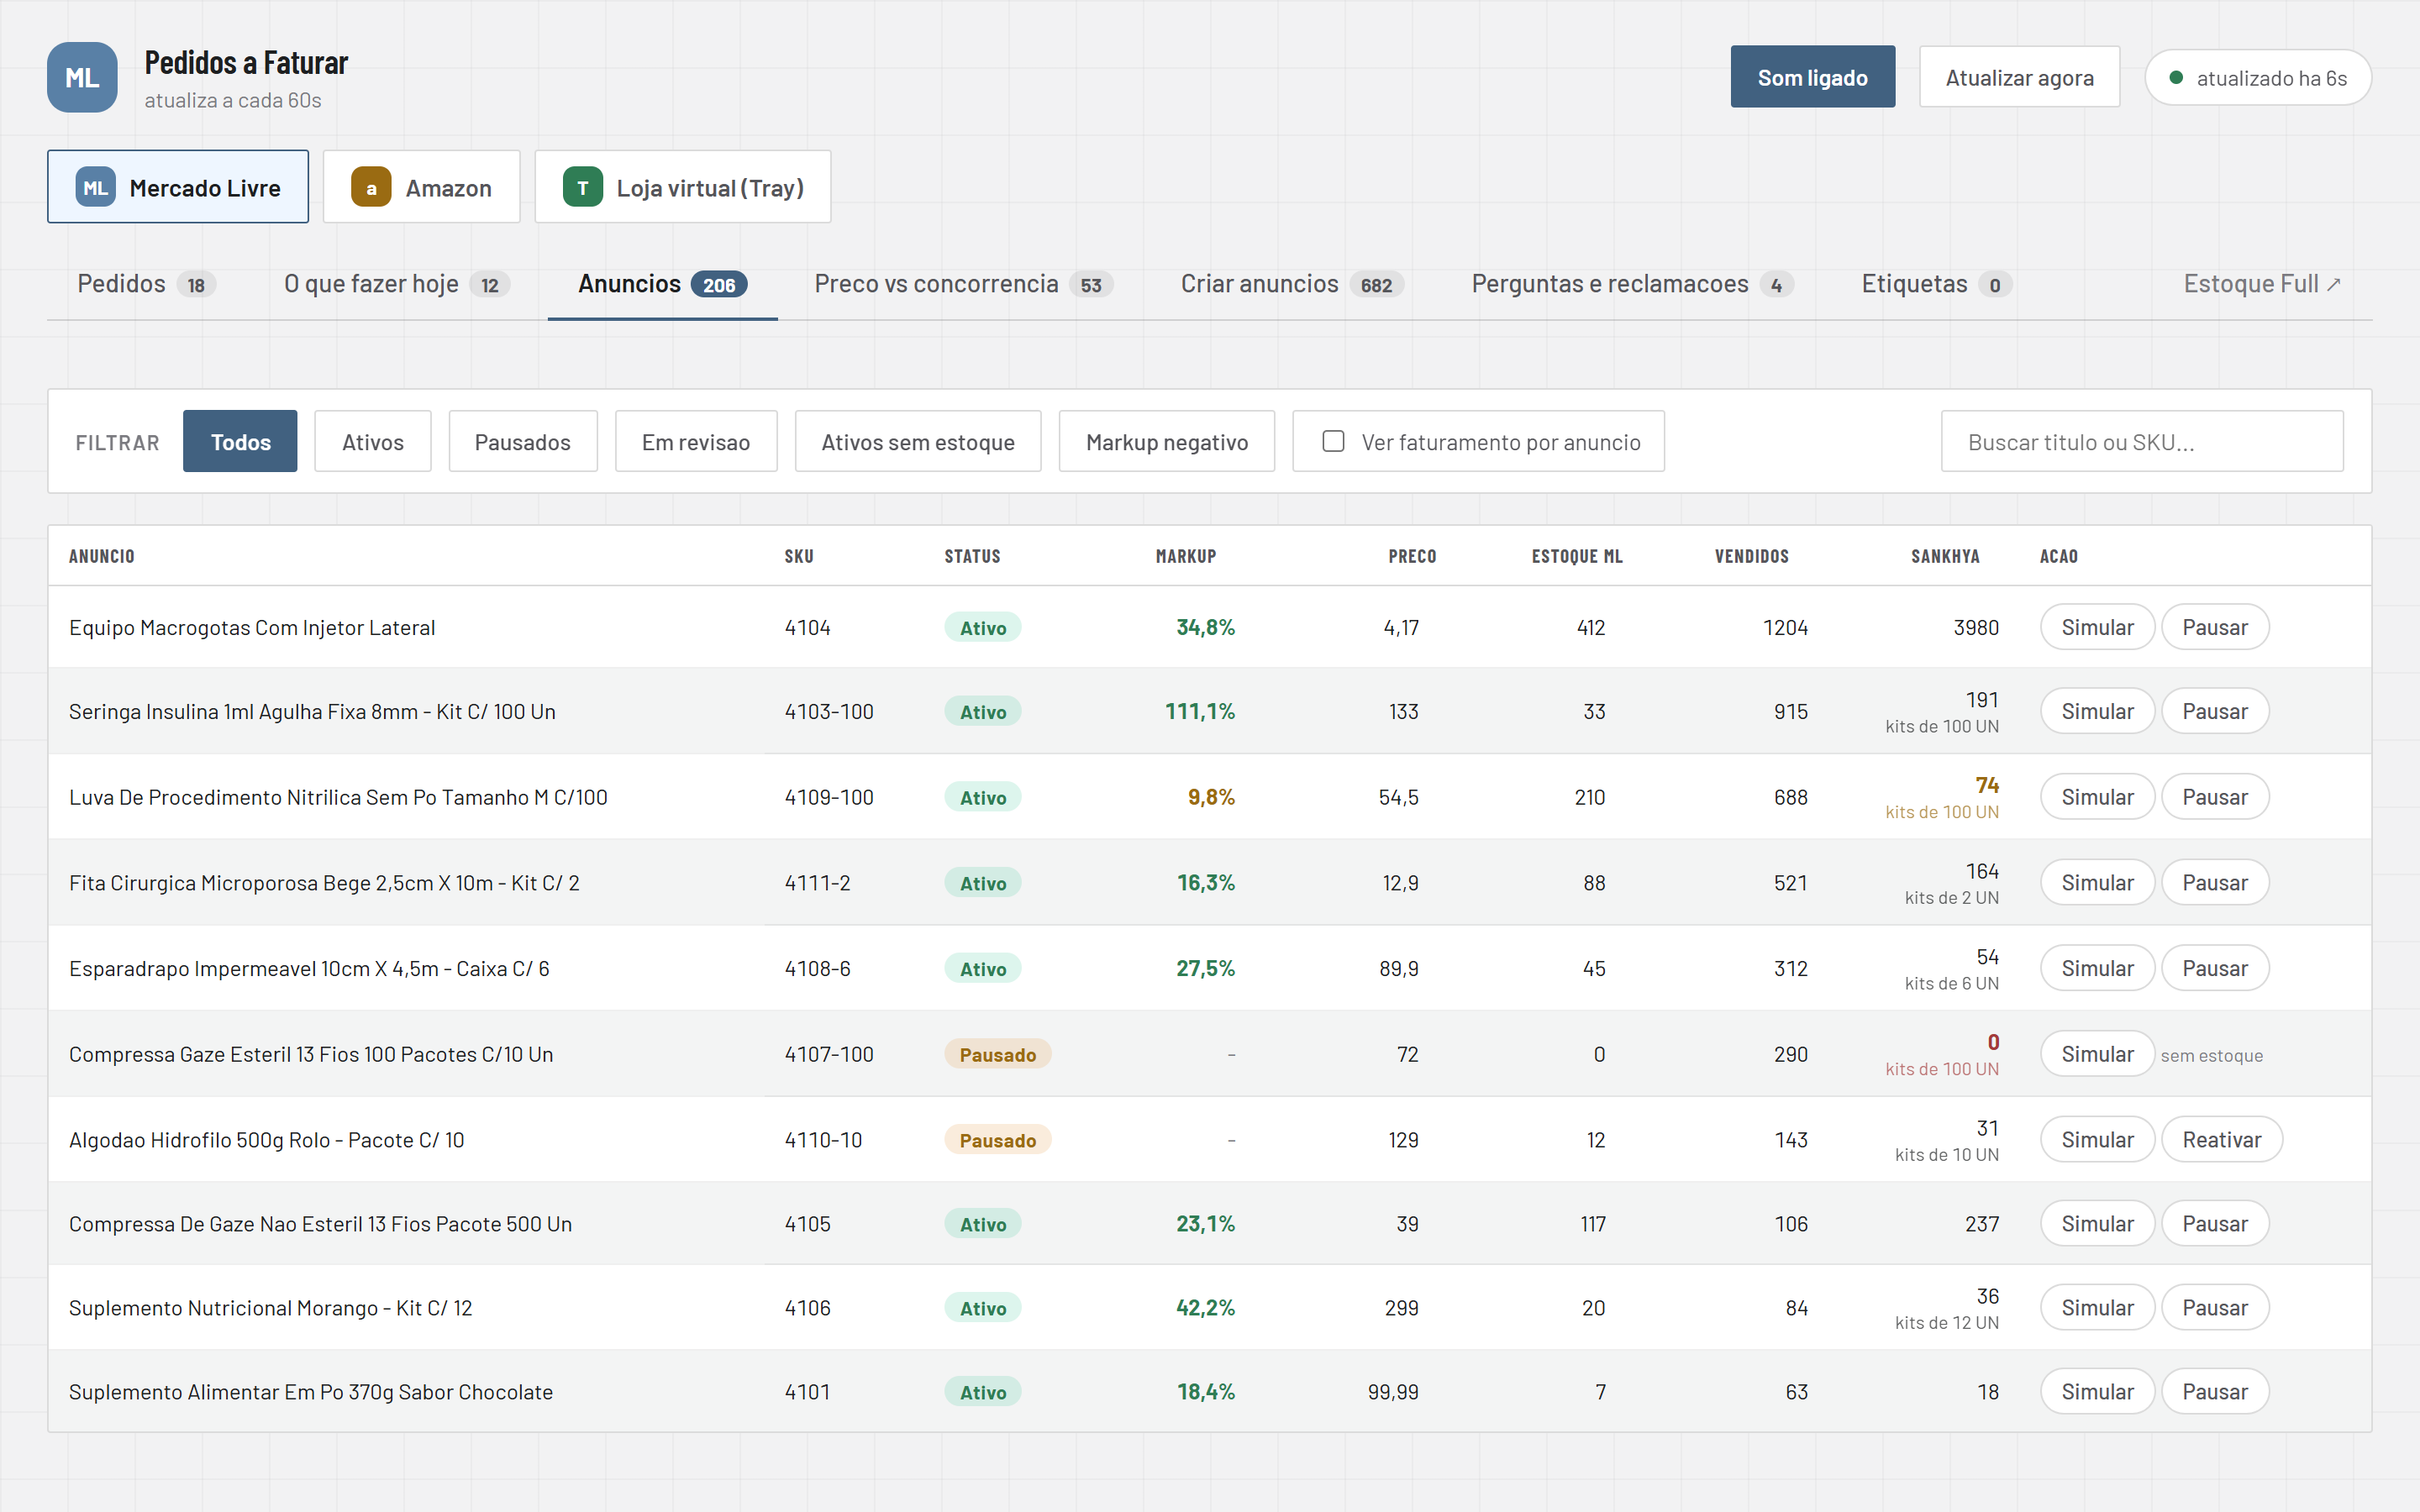 ML
Pedidos a Faturar
atualiza a cada 60s
Som ligado
Atualizar agora
atualizado ha 6s
ML Mercado Livre
a Amazon
T Loja virtual (Tray)
Pedidos 18
O que fazer hoje 12
Anuncios 206
Preco vs concorrencia 53
Criar anuncios 682
Perguntas e reclamacoes 4
Etiquetas 0
Estoque Full ↗
FILTRAR
Todos
Ativos
Pausados
Em revisao
Ativos sem estoque
Markup negativo
Ver faturamento por anuncio
Buscar titulo ou SKU...
ANUNCIO SKU STATUS MARKUP PRECO ESTOQUE ML VENDIDOS SANKHYA ACAO
Equipo Macrogotas Com Injetor Lateral 4104 Ativo 34,8% 4,17 412 1204 3980 Simular Pausar
Seringa Insulina 1ml Agulha Fixa 8mm - Kit C/ 100 Un 4103-100 Ativo 111,1% 133 33 915 191 Simular Pausar
kits de 100 UN
Luva De Procedimento Nitrilica Sem Po Tamanho M C/100 4109-100 Ativo 9,8% 54,5 210 688 74 Simular Pausar
kits de 100 UN
Fita Cirurgica Microporosa Bege 2,5cm X 10m - Kit C/ 2 4111-2 Ativo 16,3% 12,9 88 521 164 Simular Pausar
kits de 2 UN
Esparadrapo Impermeavel 10cm X 4,5m - Caixa C/ 6 4108-6 Ativo 27,5% 89,9 45 312 54 Simular Pausar
kits de 6 UN
Compressa Gaze Esteril 13 Fios 100 Pacotes C/10 Un 4107-100 Pausado - 72 0 290 0 Simular sem estoque
kits de 100 UN
Algodao Hidrofilo 500g Rolo - Pacote C/ 10 4110-10 Pausado - 129 12 143 31 Simular Reativar
kits de 10 UN
Compressa De Gaze Nao Esteril 13 Fios Pacote 500 Un 4105 Ativo 23,1% 39 117 106 237 Simular Pausar
Suplemento Nutricional Morango - Kit C/ 12 4106 Ativo 42,2% 299 20 84 36 Simular Pausar
kits de 12 UN
Suplemento Alimentar Em Po 370g Sabor Chocolate 4101 Ativo 18,4% 99,99 7 63 18 Simular Pausar